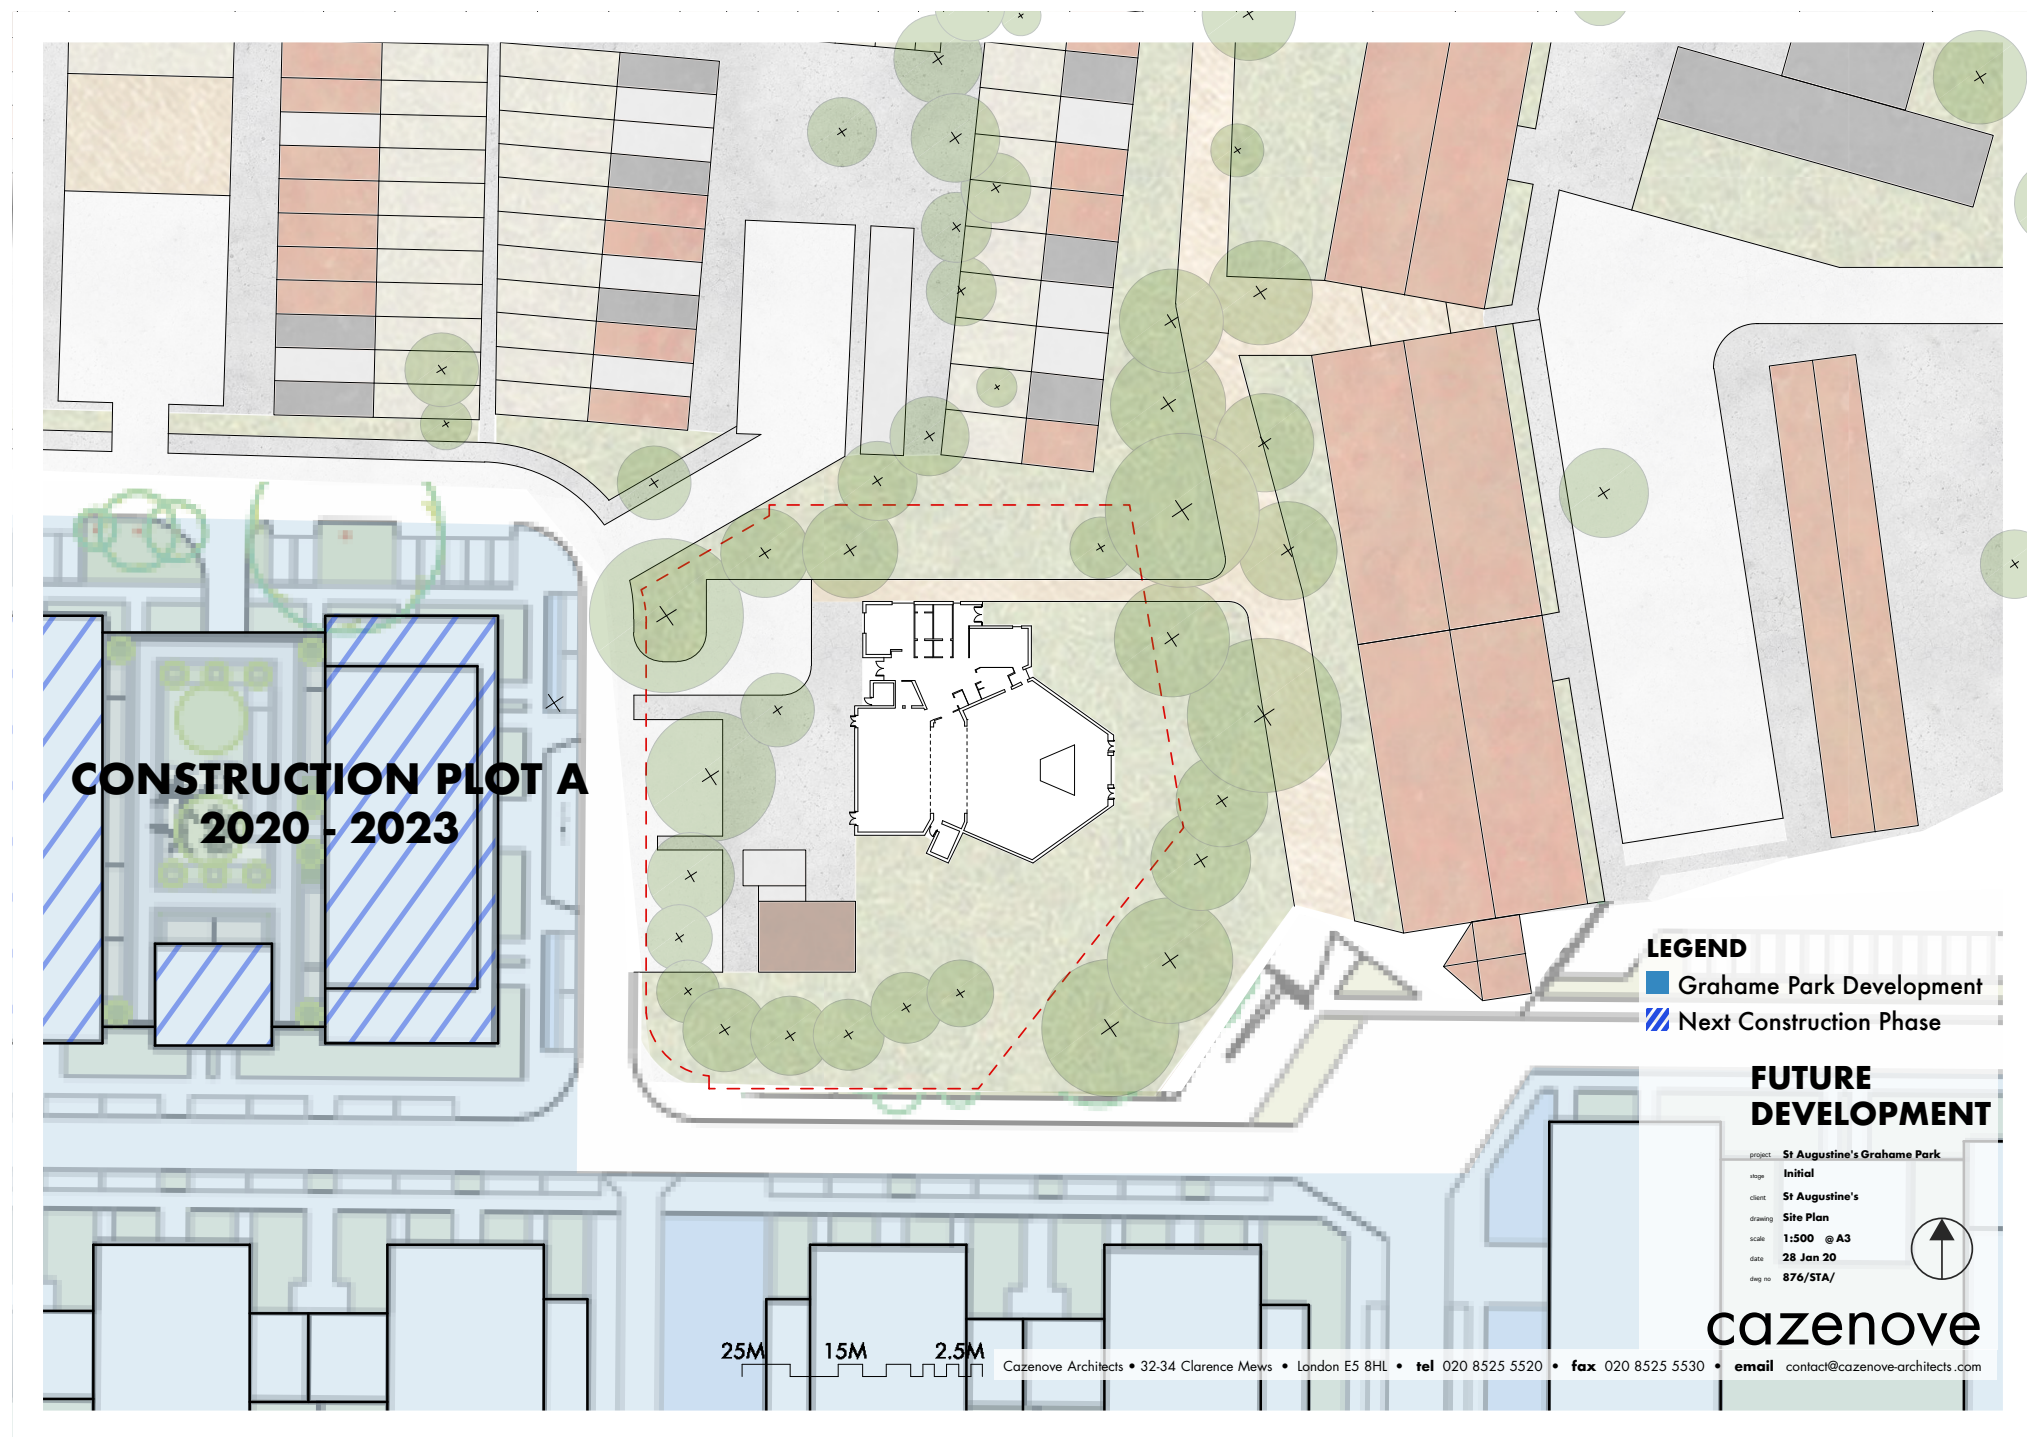 CONSTRUCTION PLOT A
2020 - 2023
LEGEND
Grahame Park Development
Next Construction Phase
FUTURE
DEVELOPMENT
project St Augustine's Grahame Park
stage Initial
client St Augustine's
drawing Site Plan
scale 1:500 @ A3
date 28 Jan 20
dwg no 876/STA/
cazenove
25M 15M 2.5M
Cazenove Architects • 32-34 Clarence Mews • London E5 8HL • tel 020 8525 5520 • fax 020 8525 5530 • email contact@cazenove-architects.com